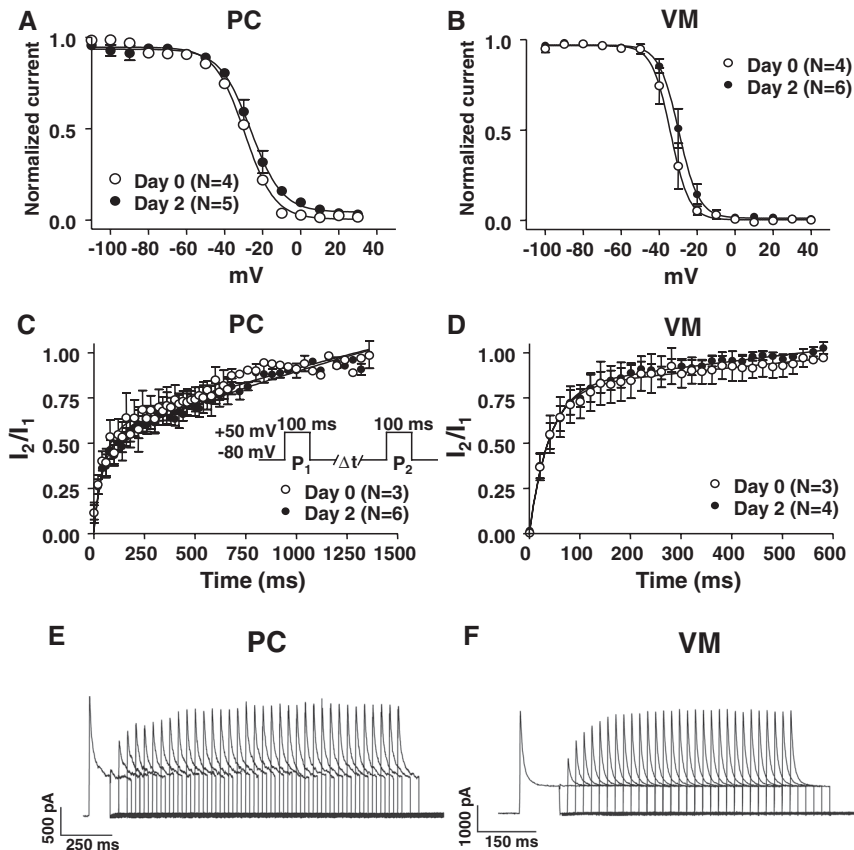 A
PC
Normalized current
1.0
0.5
0.0
Day 0 (N=4)
Day 2 (N=5)
-100 -80 -60 -40 -20 0 20 40
mV
B
VM
Normalized current
1.0
0.5
0.0
Day 0 (N=4)
Day 2 (N=6)
-100 -80 -60 -40 -20 0 20 40
mV
C
PC
I2/I1
1.00
0.75
0.50
0.25
0.00
100 ms 100 ms
+50 mV
-80 mV
P1 Δt P2
Day 0 (N=3)
Day 2 (N=6)
0 250 500 750 1000 1250 1500
Time (ms)
D
VM
I2/I1
1.00
0.75
0.50
0.25
0.00
Day 0 (N=3)
Day 2 (N=4)
0 100 200 300 400 500 600
Time (ms)
E
PC
500 pA
250 ms
F
VM
1000 pA
150 ms